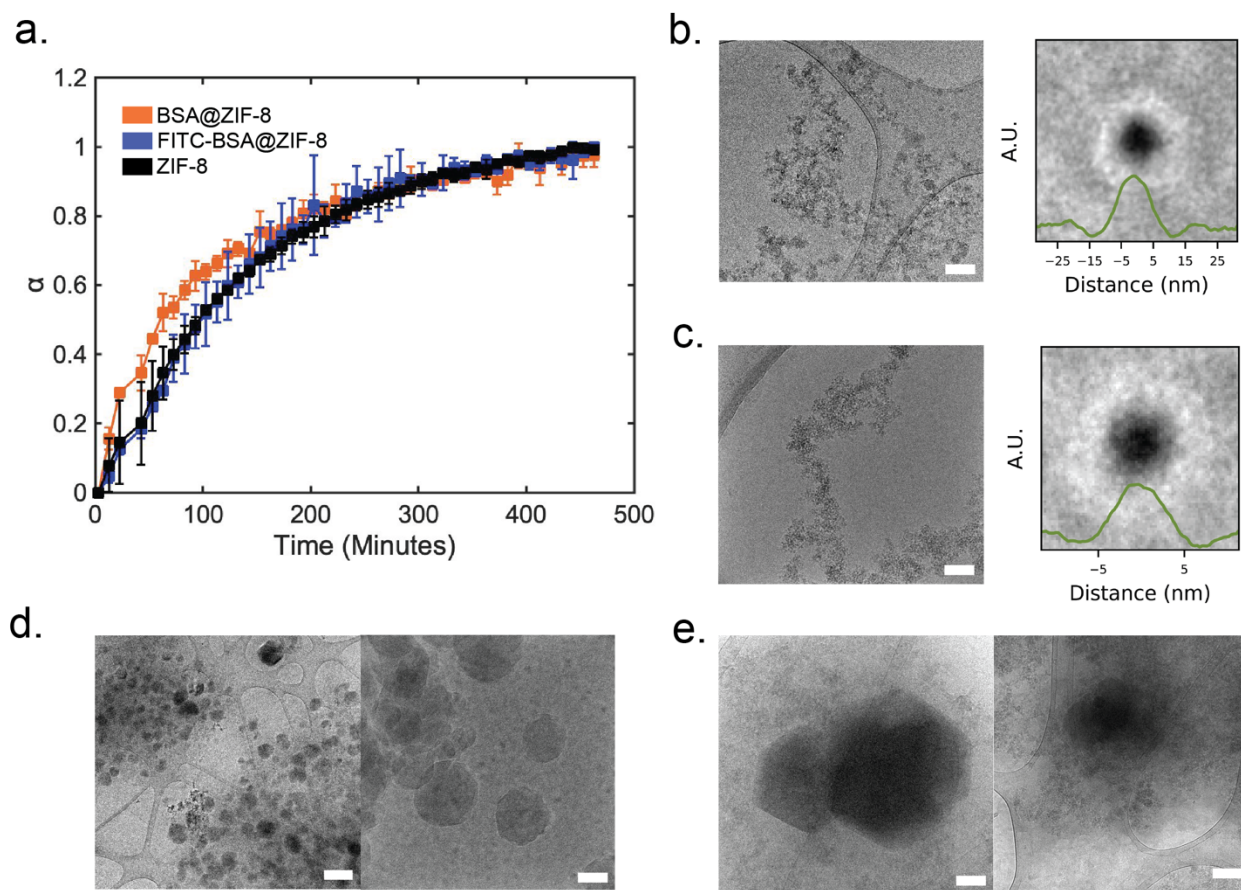 a.
1.2
1
0.8
0.6
0.4
0.2
0
α
BSA@ZIF-8
FITC-BSA@ZIF-8
ZIF-8
0 100 200 300 400 500
Time (Minutes)
b.
A.U.
−25 −15 −5 5 15 25
Distance (nm)
c.
A.U.
−5 5
Distance (nm)
d.
e.